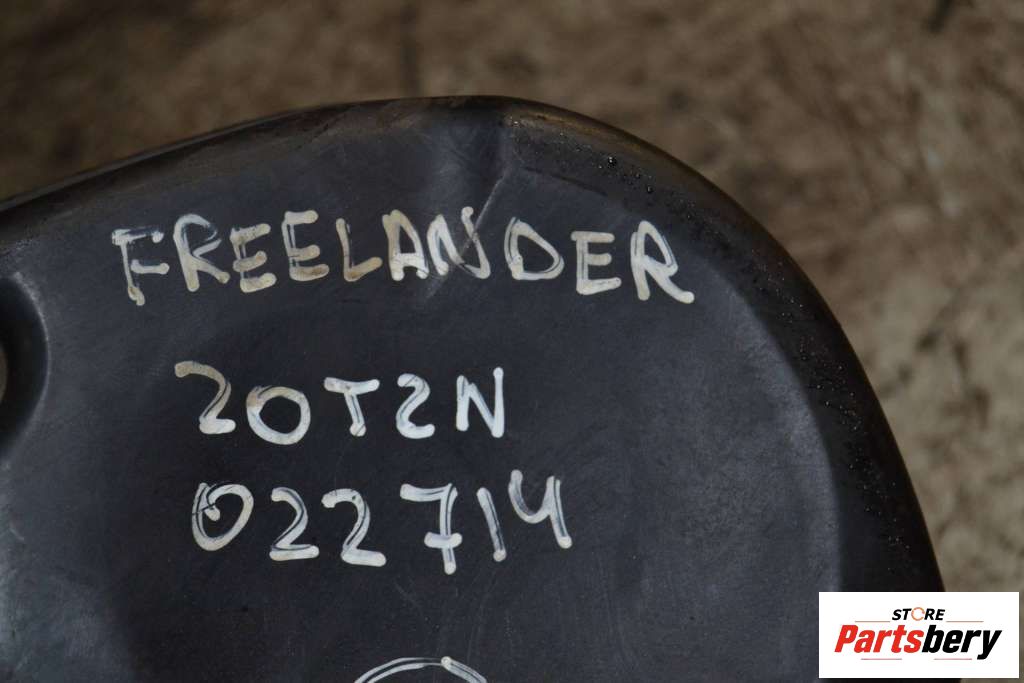 FREELANDER
20T2N
022714
STORE
Partsbery